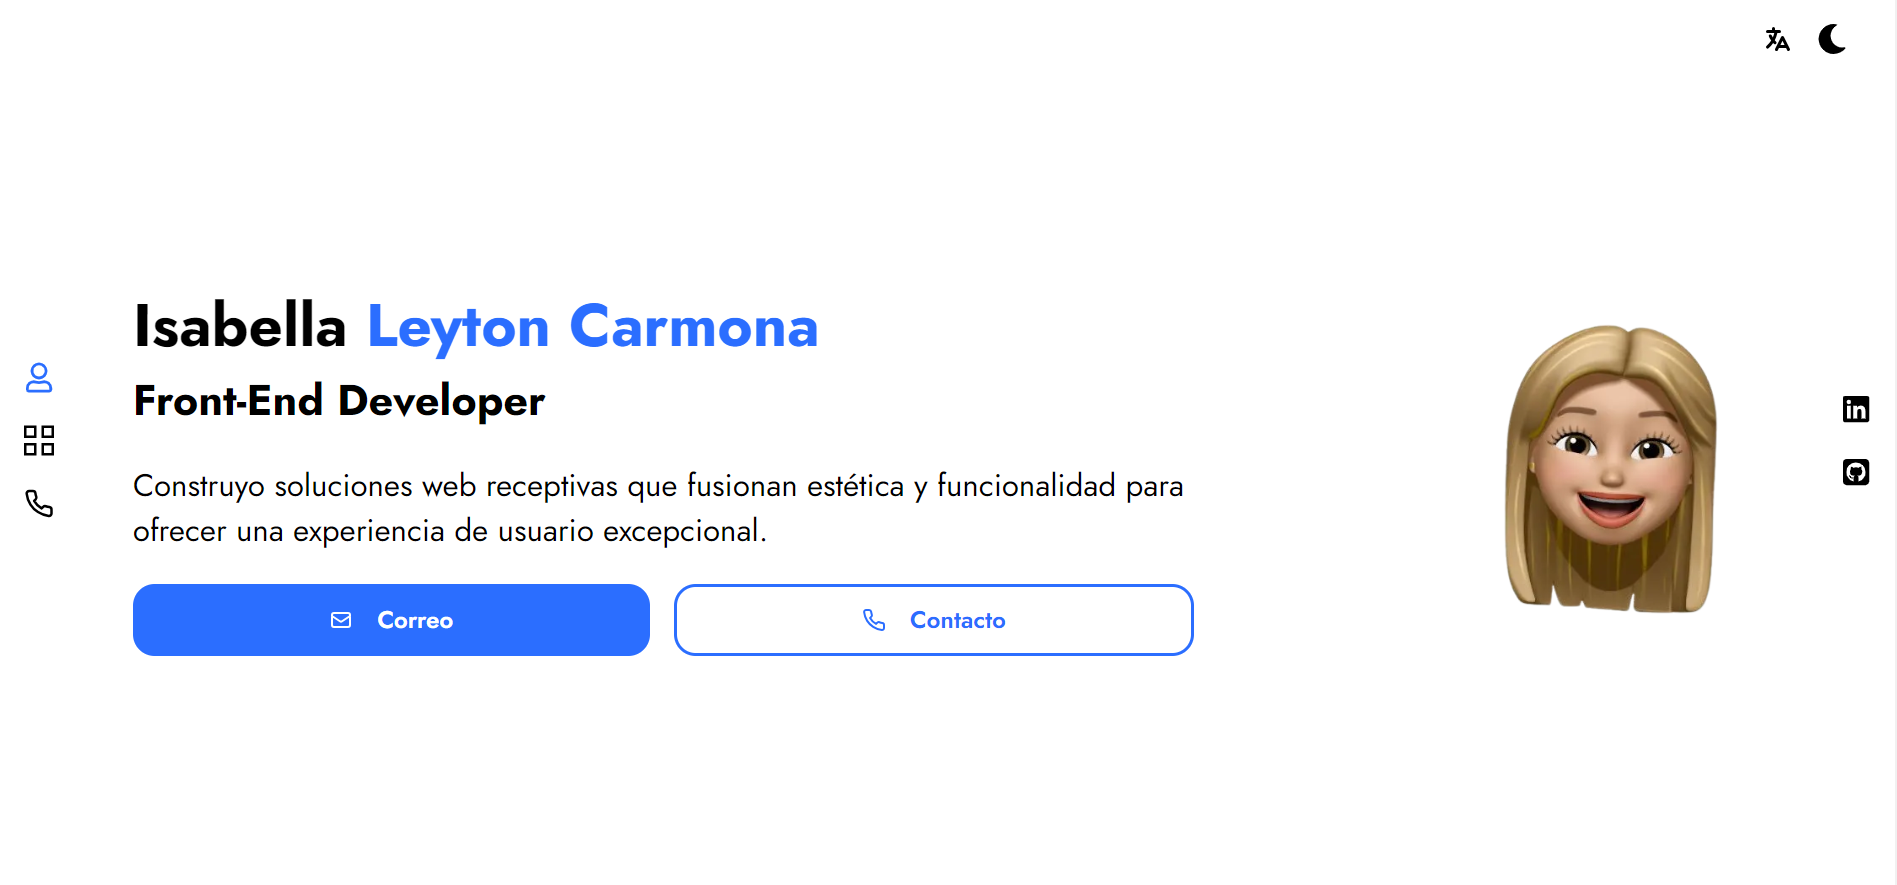 Isabella Leyton Carmona
Front-End Developer
Construyo soluciones web receptivas que fusionan estética y funcionalidad para
ofrecer una experiencia de usuario excepcional.
Correo
Contacto